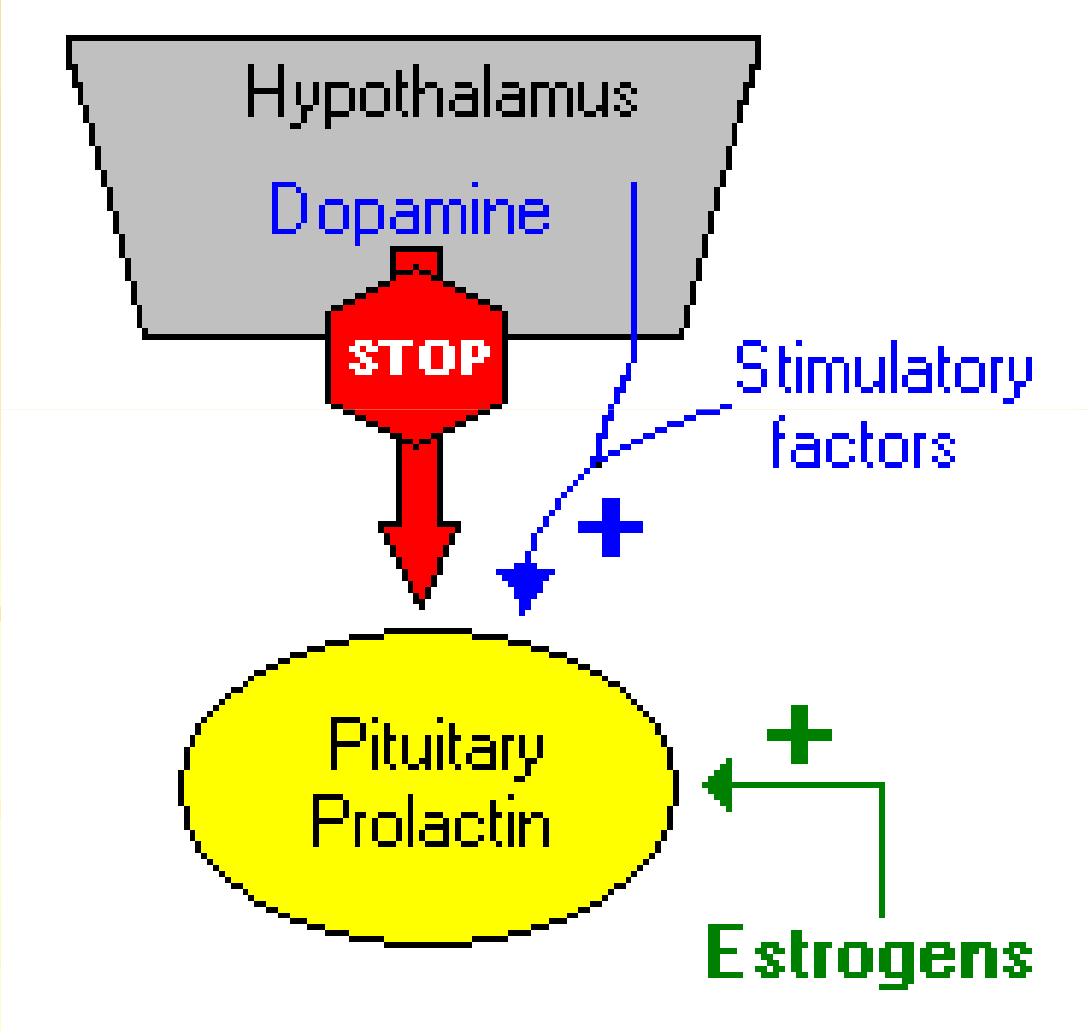 Hypothalamus
Dopamine
STOP
Stimulatory
factors
+
+
Pituitary
Prolactin
Estrogens